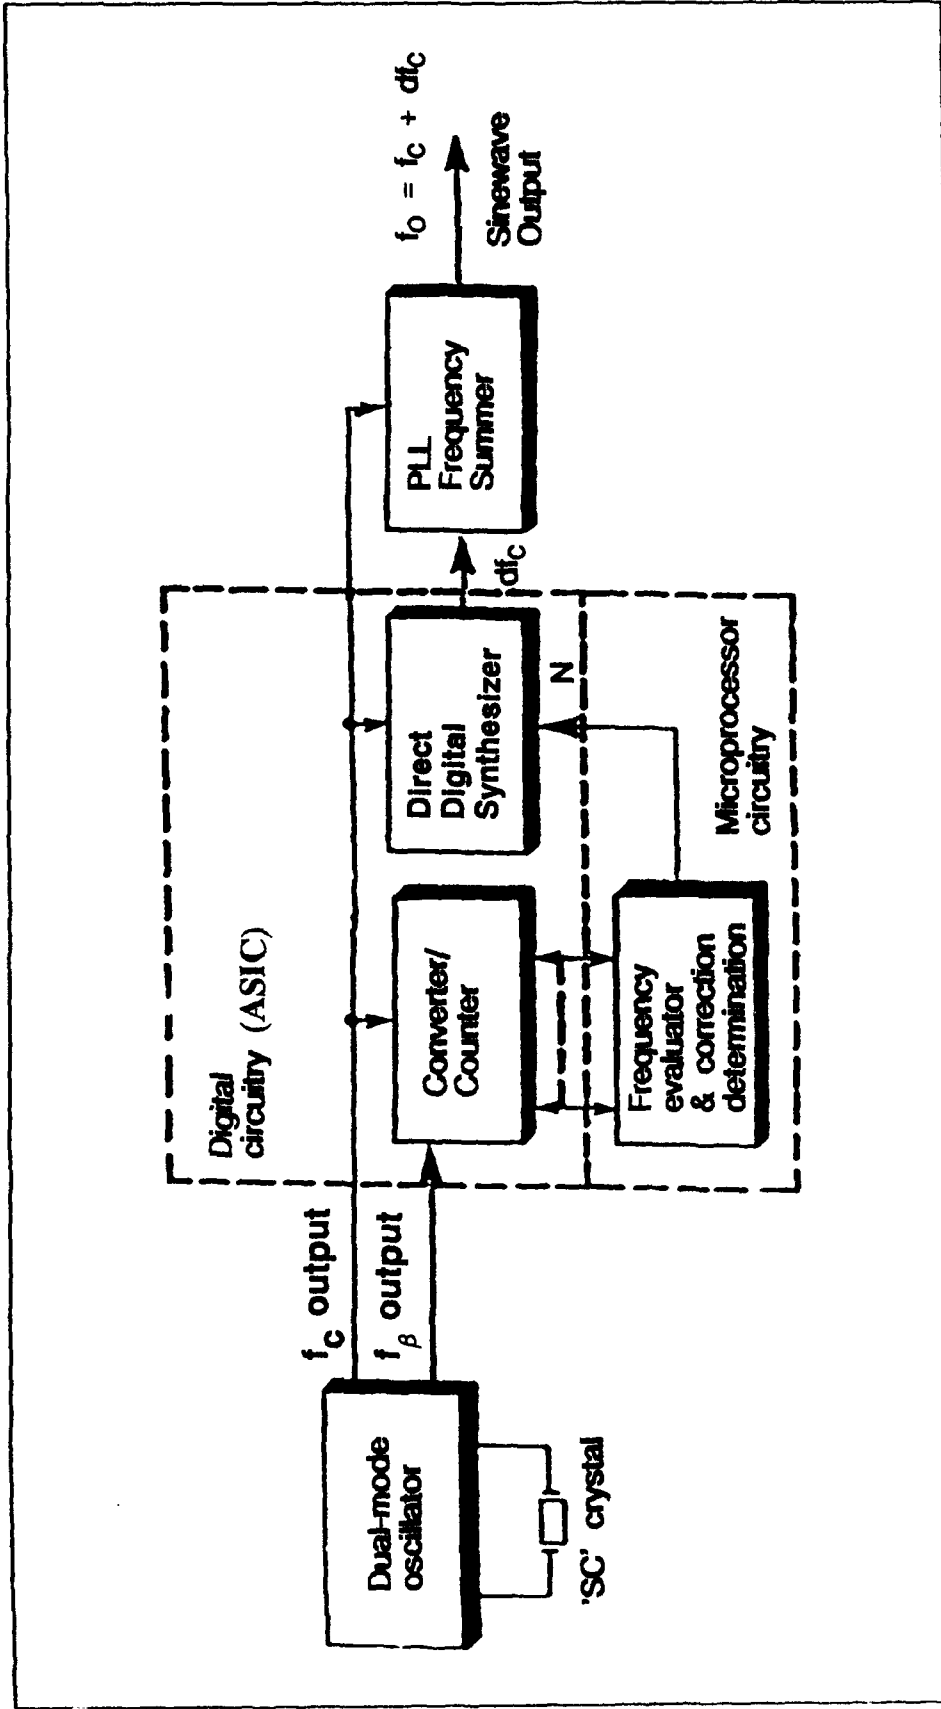 Dual-mode
oscillator
'SC' crystal
f_C output
f_β output
Digital
circuitry (ASIC)
Converter/
Counter
Direct
Digital
Synthesizer
N
df_C
Frequency
evaluator
& correction
determination
Microprocessor
circuitry
PLL
Frequency
Summer
f_O = f_C + df_C
Sinewave
Output